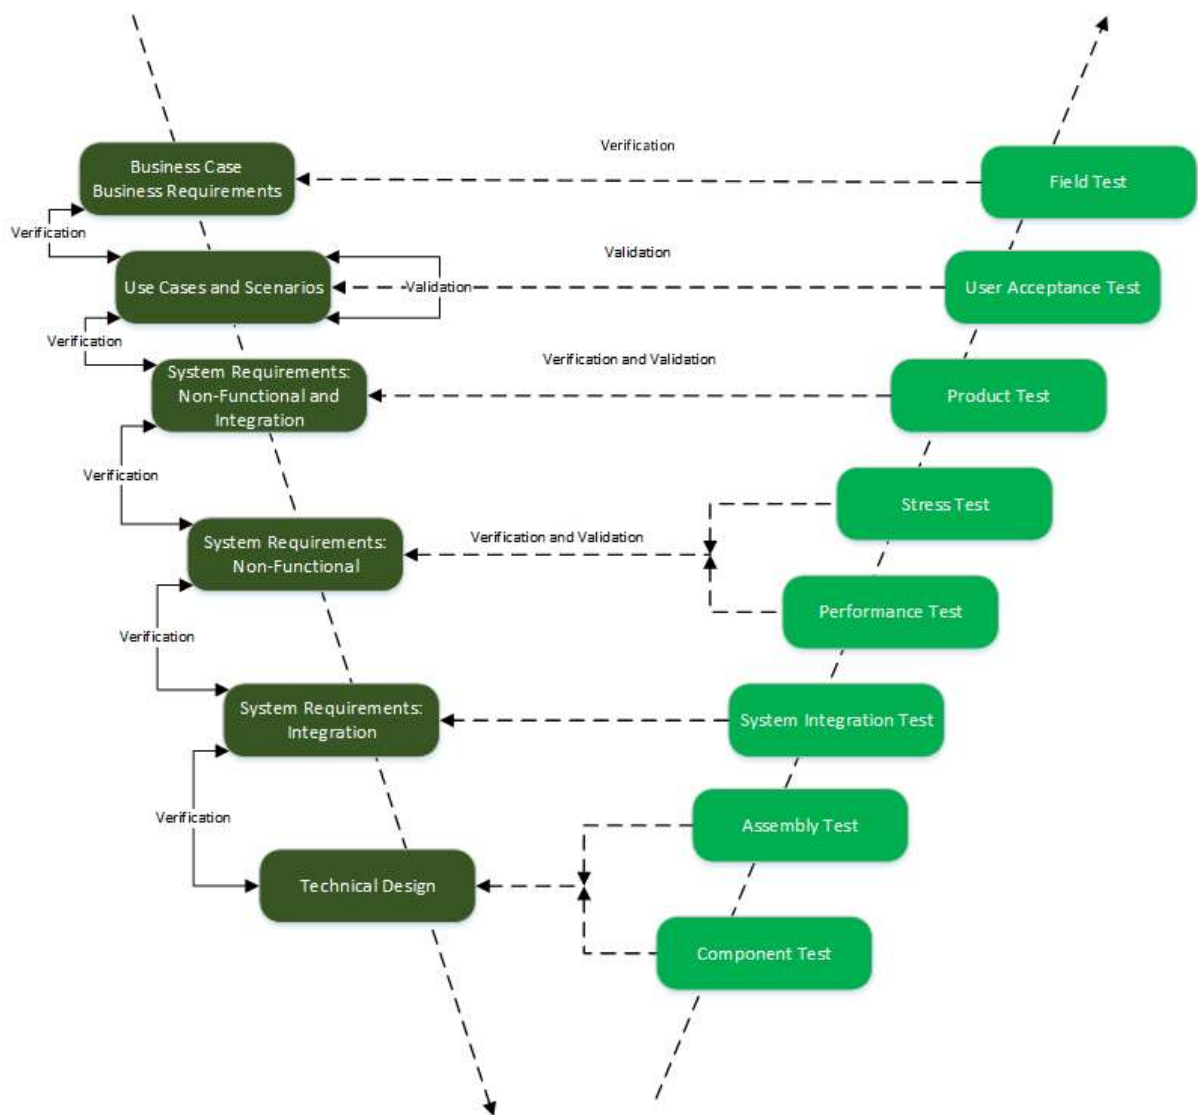 Verification
Business Case
Business Requirements
Field Test
Verification
Validation
Use Cases and Scenarios
Validation
User Acceptance Test
Verification
Verification and Validation
System Requirements:
Non-Functional and
Integration
Product Test
Verification
Stress Test
System Requirements:
Non-Functional
Verification and Validation
Performance Test
Verification
System Requirements:
Integration
System Integration Test
Verification
Assembly Test
Technical Design
Component Test